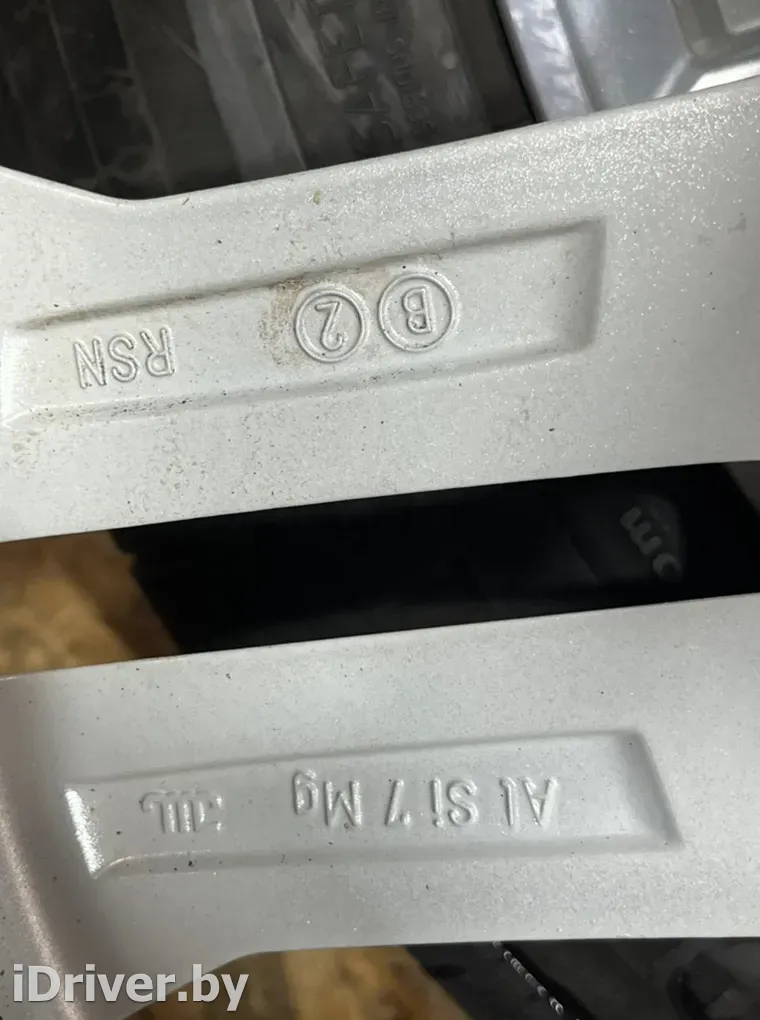 Al Si 7 Mg
Ⓑ ② RSN
iDriver.by